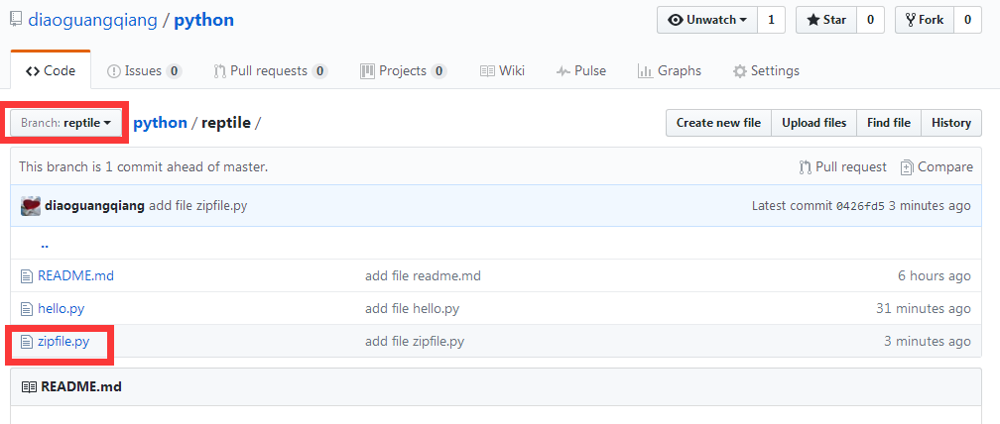 diaoguangqiang / python Unwatch 1 Star 0 Fork 0
Code Issues 0 Pull requests 0 Projects 0 Wiki Pulse Graphs Settings
Branch: reptile python / reptile / Create new file Upload files Find file History
This branch is 1 commit ahead of master. Pull request Compare
diaoguangqiang add file zipfile.py Latest commit 0426fd5 3 minutes ago
..
README.md add file readme.md 6 hours ago
hello.py add file hello.py 31 minutes ago
zipfile.py add file zipfile.py 3 minutes ago
README.md